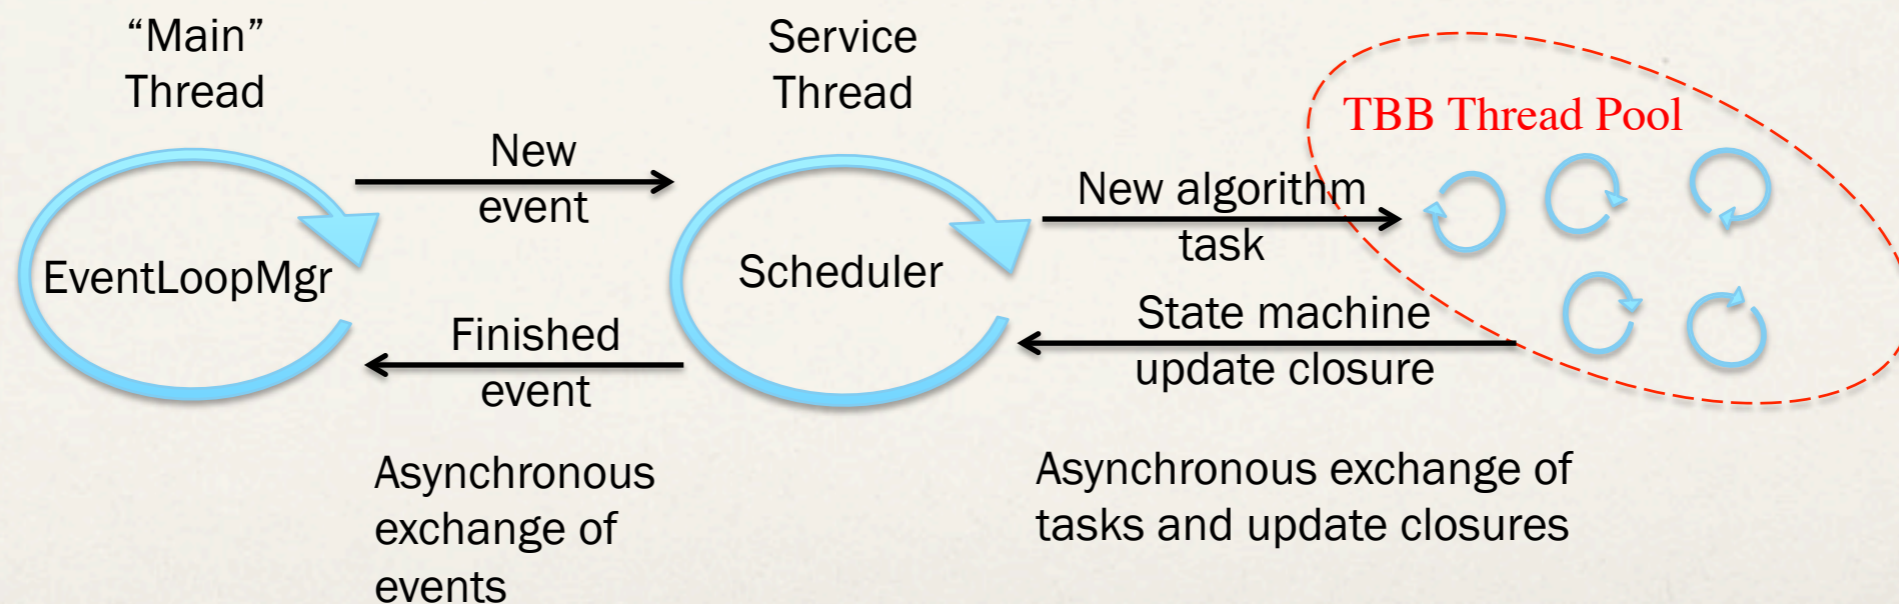 “Main”
Thread
Service
Thread
TBB Thread Pool
New
event
New algorithm
task
EventLoopMgr
Scheduler
Finished
event
State machine
update closure
Asynchronous
exchange of
events
Asynchronous exchange of
tasks and update closures